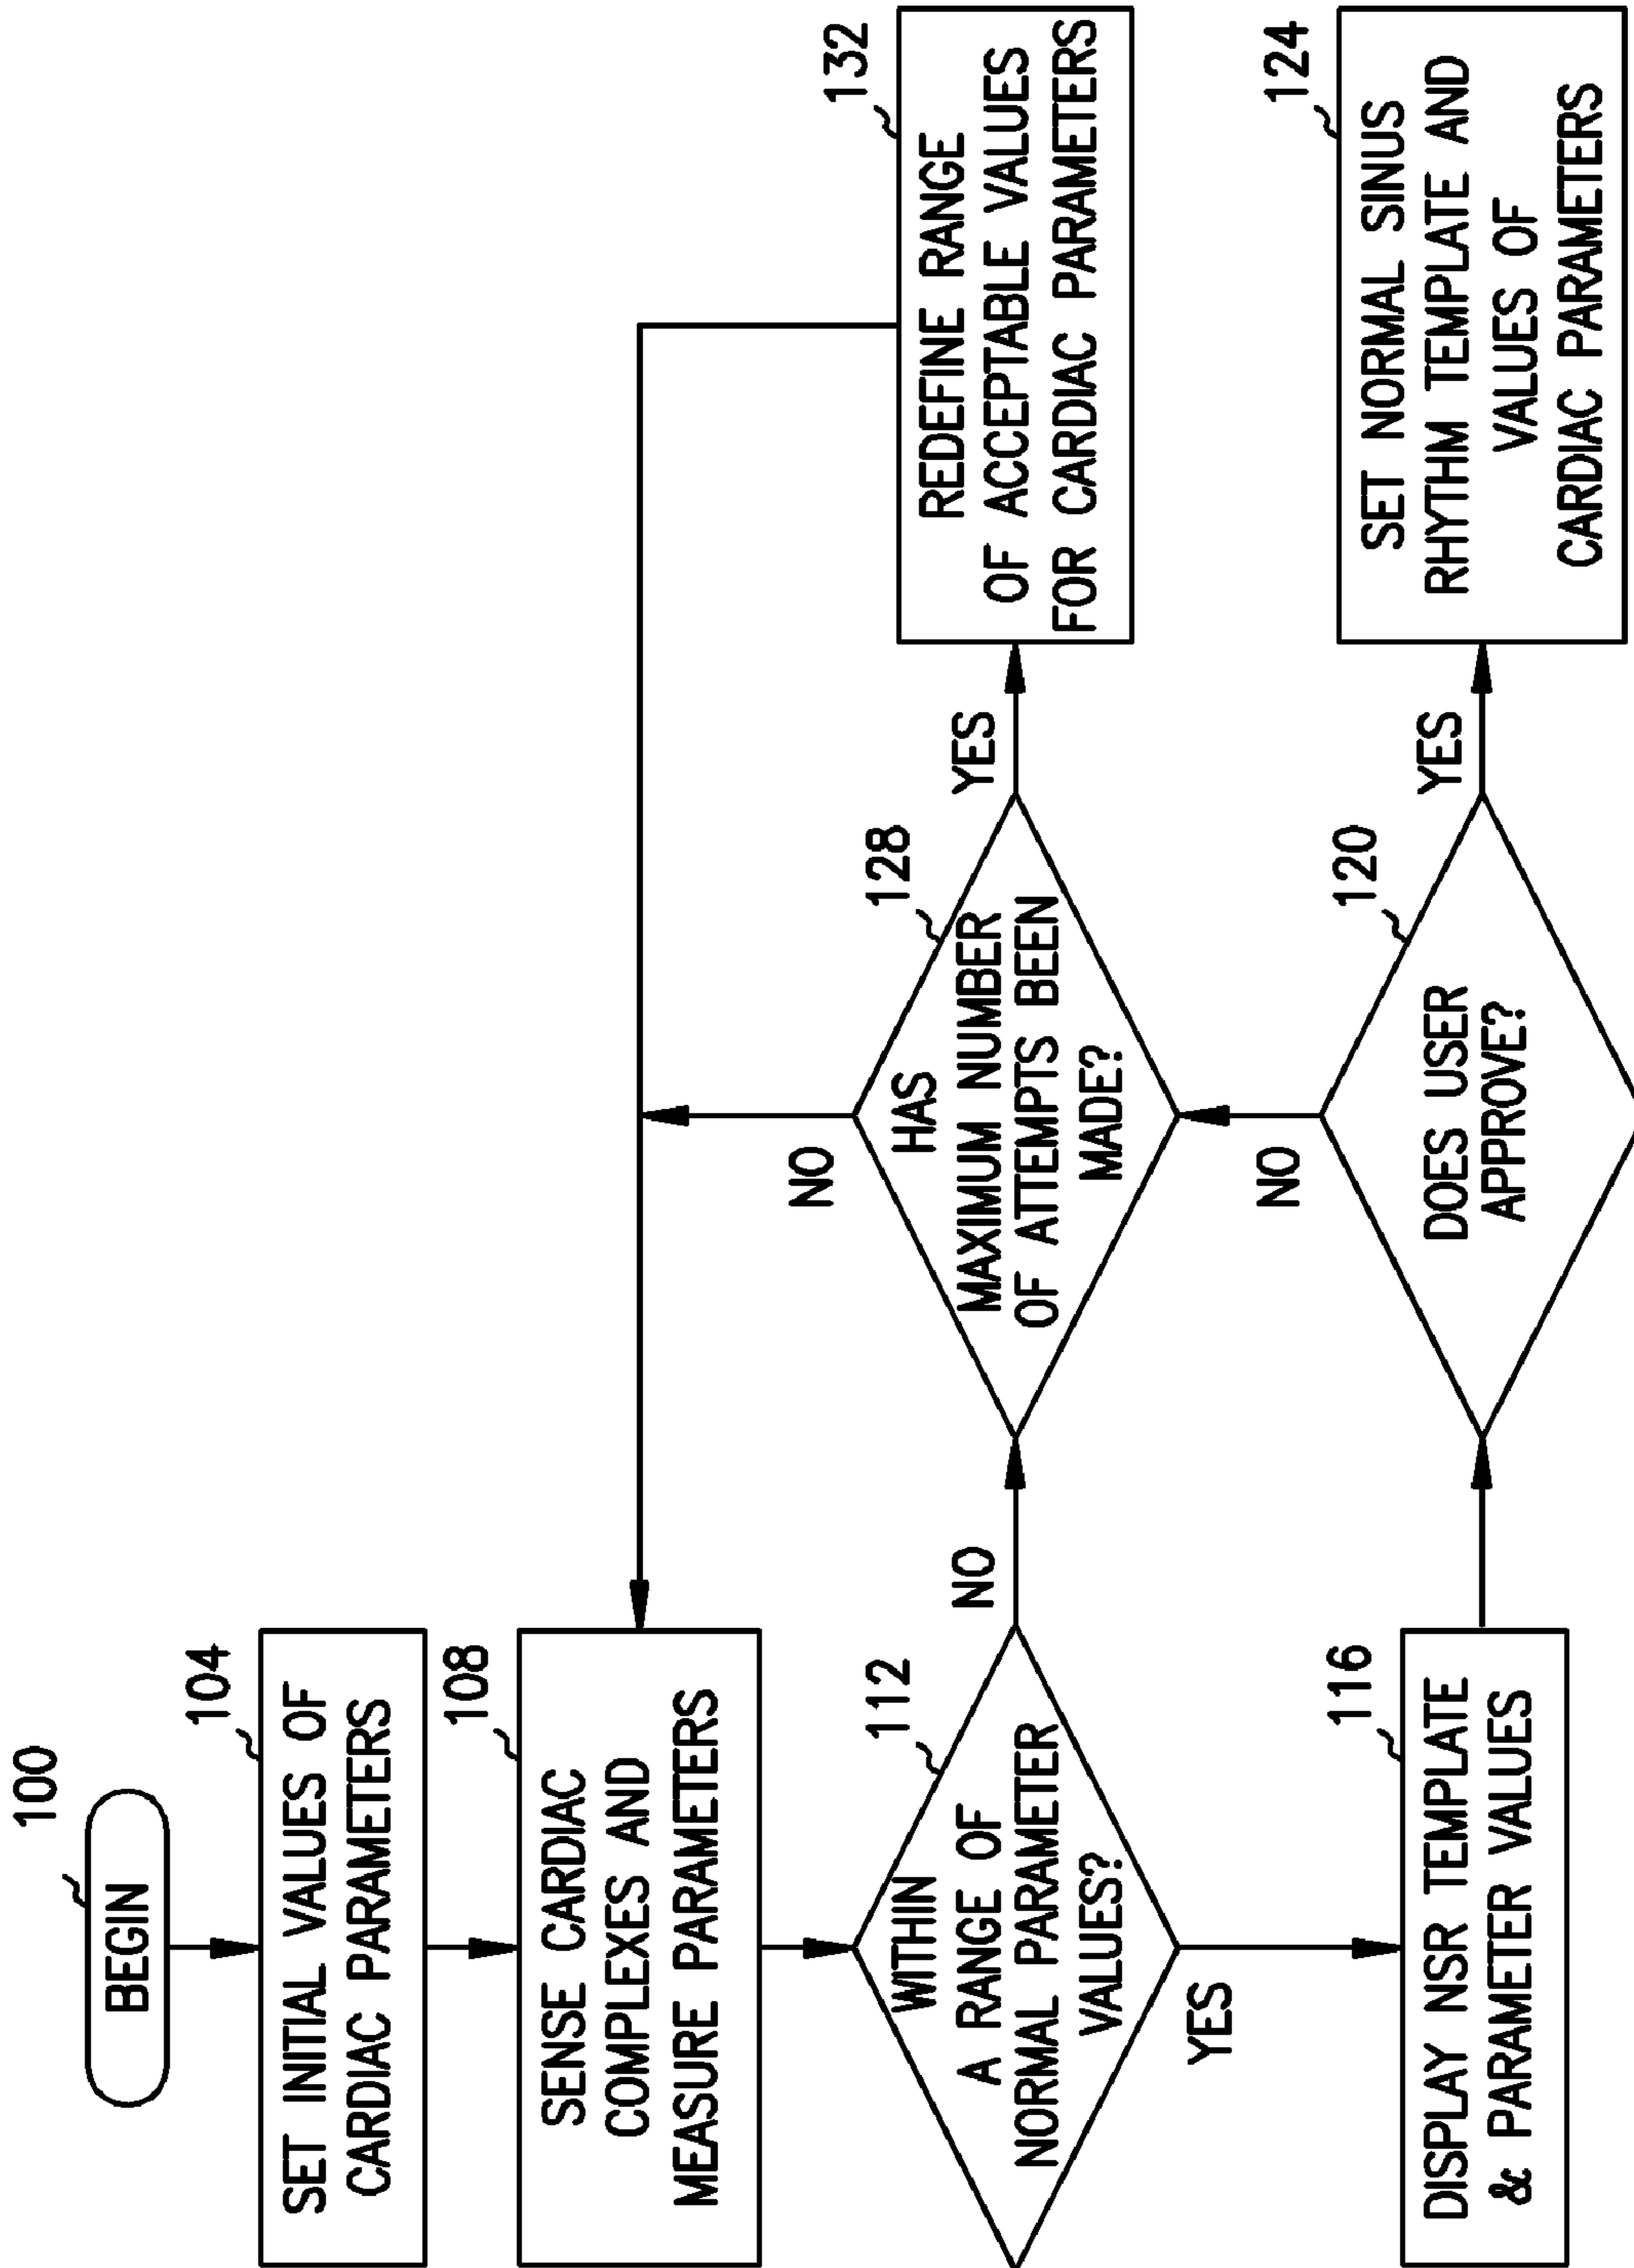 100
BEGIN
104
SET INITIAL VALUES OF
CARDIAC PARAMETERS
108
SENSE CARDIAC
COMPLEXES AND
MEASURE PARAMETERS
112
WITHIN
A RANGE OF
NORMAL PARAMETER
VALUES?
NO
YES
128
HAS
MAXIMUM NUMBER
OF ATTEMPTS BEEN
MADE?
NO
YES
132
REDEFINE RANGE
OF ACCEPTABLE VALUES
FOR CARDIAC PARAMETERS
116
DISPLAY NSR TEMPLATE
& PARAMETER VALUES
120
DOES USER
APPROVE?
NO
YES
124
SET NORMAL SINUS
RHYTHM TEMPLATE AND
VALUES OF
CARDIAC PARAMETERS